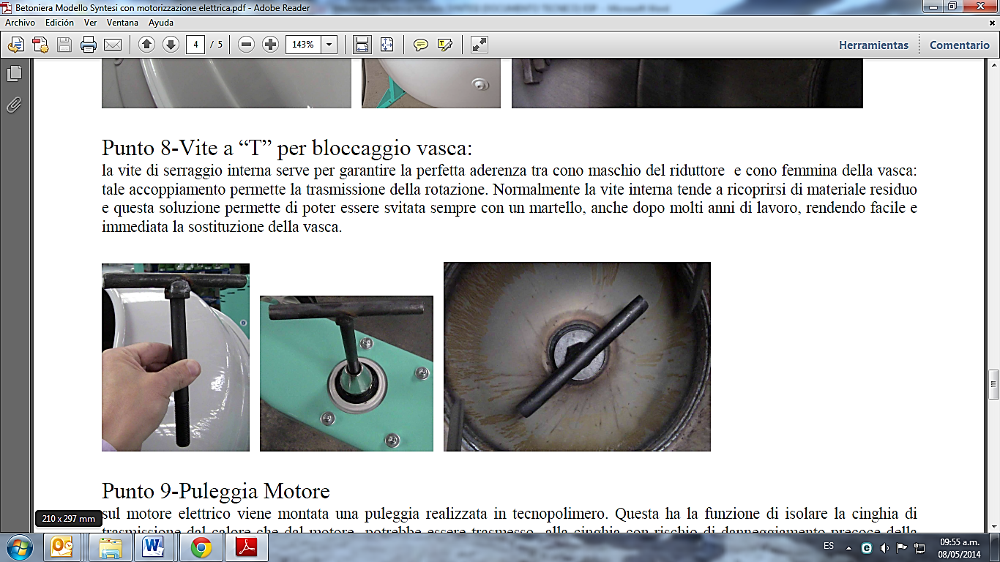 Betoniera Modello Syntesi con motorizzazione elettrica.pdf - Adobe Reader
Archivo Edición Ver Ventana Ayuda
4 / 5 143% Herramientas Comentario
Punto 8-Vite a “T” per bloccaggio vasca:
la vite di serraggio interna serve per garantire la perfetta aderenza tra cono maschio del riduttore e cono femmina della vasca:
tale accoppiamento permette la trasmissione della rotazione. Normalmente la vite interna tende a ricoprirsi di materiale residuo
e questa soluzione permette di poter essere svitata sempre con un martello, anche dopo molti anni di lavoro, rendendo facile e
immediata la sostituzione della vasca.
Punto 9-Puleggia Motore
sul motore elettrico viene montata una puleggia realizzata in tecnopolimero. Questa ha la funzione di isolare la cinghia di
trasmissione dal calore che dal motore potrebbe essere trasmesso alla cinghia con rischio di danneggiamento precoce della
210 x 297 mm
ES 09:55 a.m.
08/05/2014